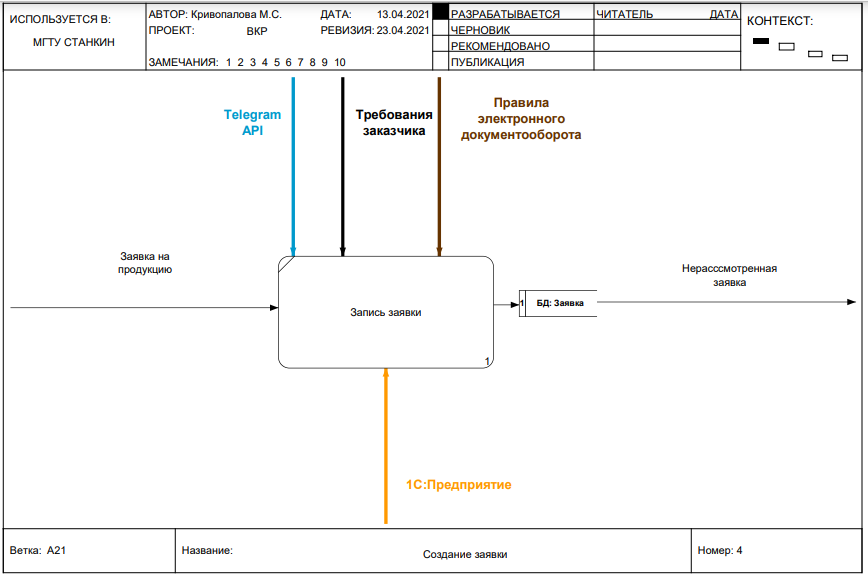 ИСПОЛЬЗУЕТСЯ В:
МГТУ СТАНКИН
АВТОР: Кривопалова М.С. ДАТА: 13.04.2021
ПРОЕКТ: ВКР РЕВИЗИЯ: 23.04.2021
ЗАМЕЧАНИЯ: 1 2 3 4 5 6 7 8 9 10
РАЗРАБАТЫВАЕТСЯ
ЧЕРНОВИК
РЕКОМЕНДОВАНО
ПУБЛИКАЦИЯ
ЧИТАТЕЛЬ ДАТА
КОНТЕКСТ:
Telegram
API
Требования
заказчика
Правила
электронного
документооборота
Заявка на
продукцию
Запись заявки
1
1 БД: Заявка
Нерасссмотренная
заявка
1С:Предприятие
Ветка: А21
Название: Создание заявки
Номер: 4